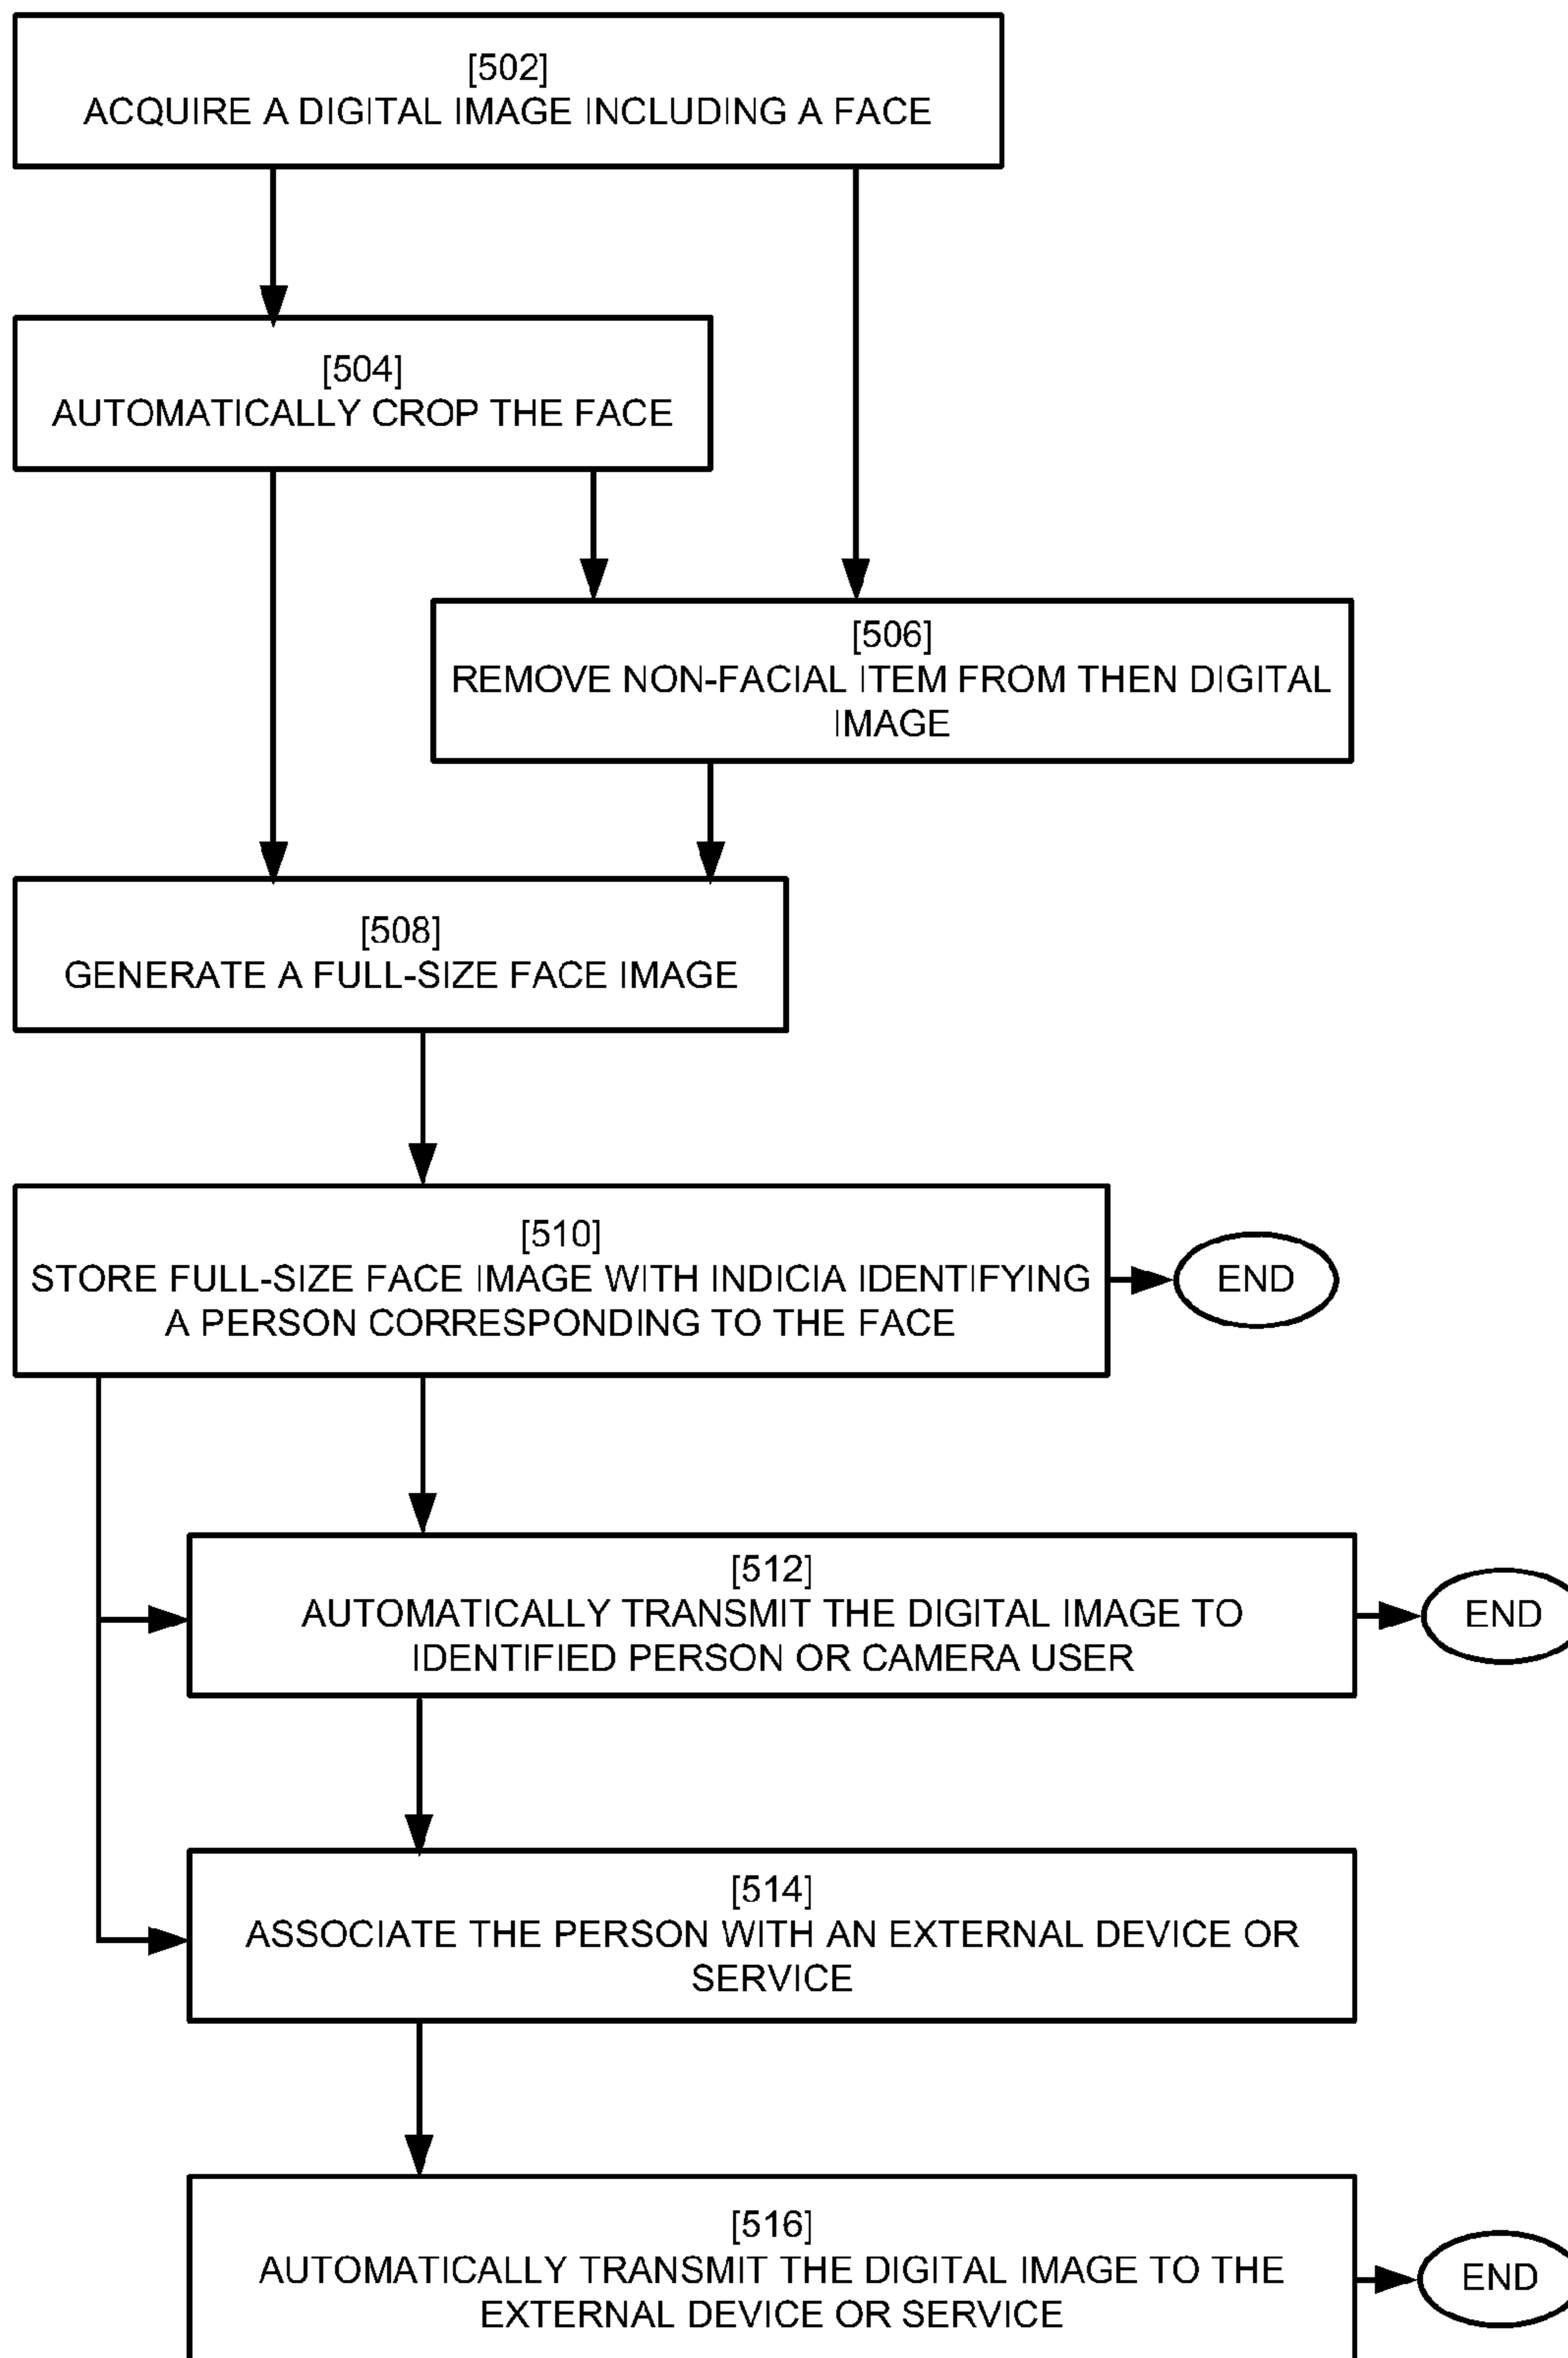 [502]
ACQUIRE A DIGITAL IMAGE INCLUDING A FACE
[504]
AUTOMATICALLY CROP THE FACE
[506]
REMOVE NON-FACIAL ITEM FROM THEN DIGITAL
IMAGE
[508]
GENERATE A FULL-SIZE FACE IMAGE
[510]
STORE FULL-SIZE FACE IMAGE WITH INDICIA IDENTIFYING
A PERSON CORRESPONDING TO THE FACE
END
[512]
AUTOMATICALLY TRANSMIT THE DIGITAL IMAGE TO
IDENTIFIED PERSON OR CAMERA USER
END
[514]
ASSOCIATE THE PERSON WITH AN EXTERNAL DEVICE OR
SERVICE
[516]
AUTOMATICALLY TRANSMIT THE DIGITAL IMAGE TO THE
EXTERNAL DEVICE OR SERVICE
END